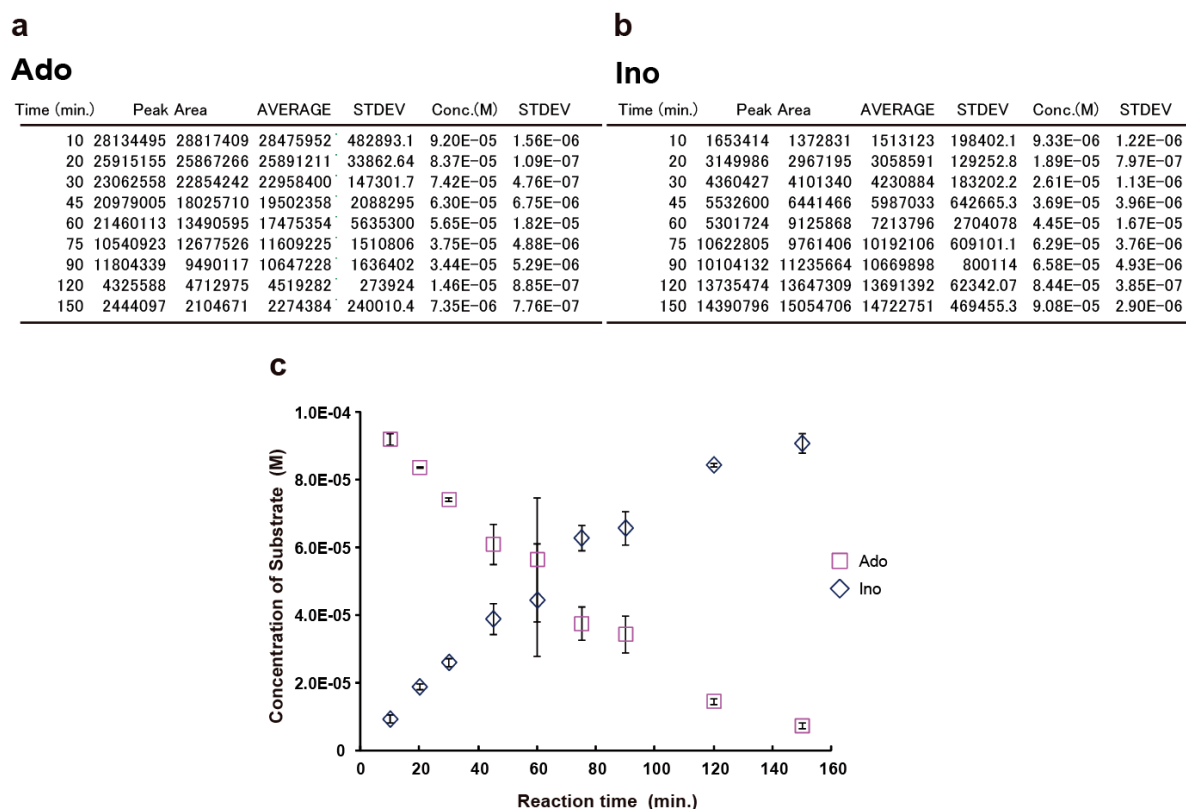 a
Ado
Time (min.) Peak Area AVERAGE STDEV Conc.(M) STDEV
10 28134495 28817409 28475952 482893.1 9.20E-05 1.56E-06
20 25915155 25867266 25891211 33862.64 8.37E-05 1.09E-07
30 23062558 22854242 22958400 147301.7 7.42E-05 4.76E-07
45 20979005 18025710 19502358 2088295 6.30E-05 6.75E-06
60 21460113 13490595 17475354 5635300 5.65E-05 1.82E-05
75 10540923 12677526 11609225 1510806 3.75E-05 4.88E-06
90 11804339 9490117 10647228 1636402 3.44E-05 5.29E-06
120 4325588 4712975 4519282 273924 1.46E-05 8.85E-07
150 2444097 2104671 2274384 240010.4 7.35E-06 7.76E-07
b
Ino
Time (min.) Peak Area AVERAGE STDEV Conc.(M) STDEV
10 1653414 1372831 1513123 198402.1 9.33E-06 1.22E-06
20 3149986 2967195 3058591 129252.8 1.89E-05 7.97E-07
30 4360427 4101340 4230884 183202.2 2.61E-05 1.13E-06
45 5532600 6441466 5987033 642665.3 3.69E-05 3.96E-06
60 5301724 9125868 7213796 2704078 4.45E-05 1.67E-05
75 10622805 9761406 10192106 609101.1 6.29E-05 3.76E-06
90 10104132 11235664 10669898 800114 6.58E-05 4.93E-06
120 13735474 13647309 13691392 62342.07 8.44E-05 3.85E-07
150 14390796 15054706 14722751 469455.3 9.08E-05 2.90E-06
c
Concentration of Substrate (M)
1.0E-04
8.0E-05
6.0E-05
4.0E-05
2.0E-05
0
0 20 40 60 80 100 120 140 160
Reaction time (min.)
Ado
Ino